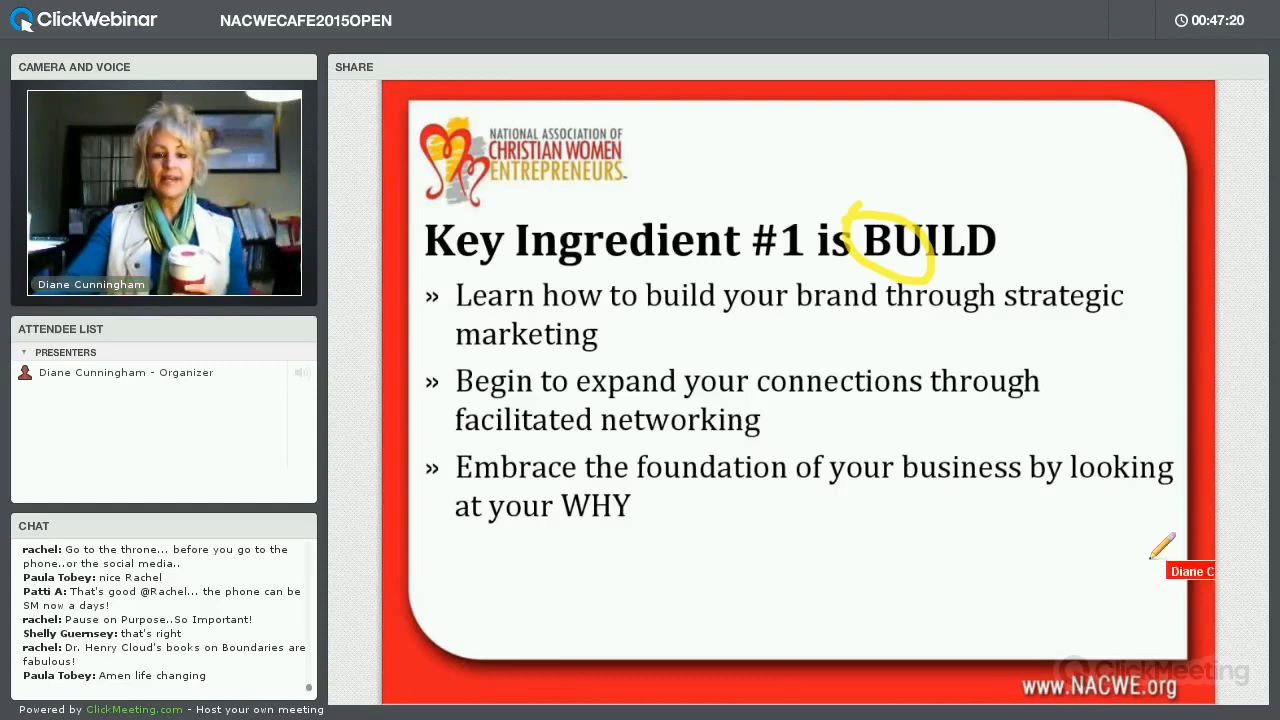 ClickWebinar
NACWECAFE2015OPEN
00:47:20
CAMERA AND VOICE
Diane Cunningham
ATTENDEE LIST
PRESENTERS
Diane Cunningham - Organizer
CHAT
rachel: Go to the throne... before you go to the
phone or the social media..
Paula Tobey: nice Rachel
Patti A: That's good @Rachel... the phone can be
SM now days!
rachel: Focus on Purpose..So important!
Shelly Rachael that's right
rachel: Dr. Harry Cloud's books on Boundaries are
fabulous
Paula Tobey: Amen life changing
Powered by ClickMeeting.com - Host your own meeting
SHARE
NATIONAL ASSOCIATION OF
CHRISTIAN WOMEN
ENTREPRENEURS
Key Ingredient #1 is BUILD
» Learn how to build your brand through strategic
marketing
» Begin to expand your connections through
facilitated networking
» Embrace the foundation of your business by looking
at your WHY
Diane C
ClickMeeting
www.NACWE.org